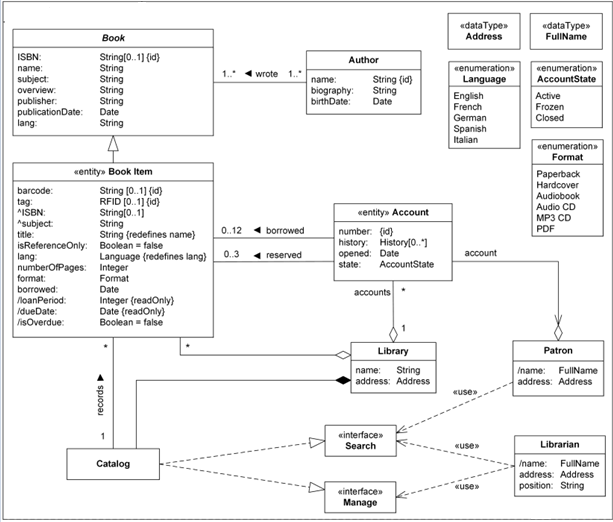 Book
ISBN: String[0..1] {id}
name: String
subject: String
overview: String
publisher: String
publicationDate: Date
lang: String
1..* ◄ wrote 1..*
Author
name: String {id}
biography: String
birthDate: Date
«dataType»
Address
«dataType»
FullName
«enumeration»
Language
English
French
German
Spanish
Italian
«enumeration»
AccountState
Active
Frozen
Closed
«enumeration»
Format
Paperback
Hardcover
Audiobook
Audio CD
MP3 CD
PDF
«entity» Book Item
barcode: String [0..1] {id}
tag: RFID [0..1] {id}
^ISBN: String[0..1]
^subject: String
title: String {redefines name}
isReferenceOnly: Boolean = false
lang: Language {redefines lang}
numberOfPages: Integer
format: Format
borrowed: Date
/loanPeriod: Integer {readOnly}
/dueDate: Date {readOnly}
/isOverdue: Boolean = false
0..12 ◄ borrowed
0..3 ◄ reserved
«entity» Account
number: {id}
history: History[0..*]
opened: Date
state: AccountState
account
accounts *
1
* *
Library
name: String
address: Address
Patron
/name: FullName
address: Address
records ►
1
Catalog
«use»
«interface»
Search
«use»
Librarian
/name: FullName
address: Address
position: String
«use»
«interface»
Manage